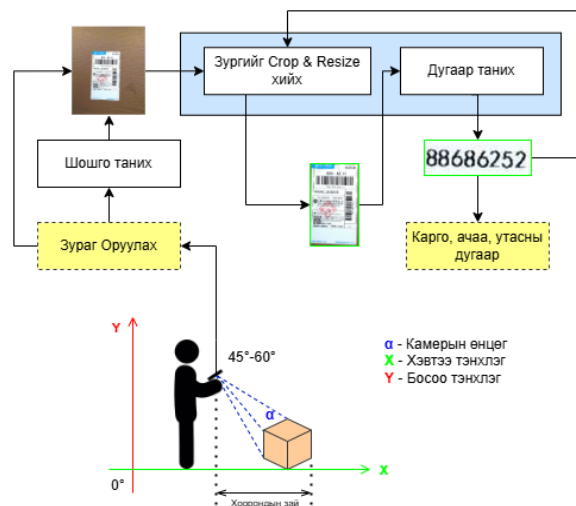 Зургийг Crop & Resize
хийх
Дугаар таних
Шошго таних
88686252
Зураг Оруулах
Карго, ачаа, утасны
дугаар
Y
45°-60°
α
α - Камерын өнцөг
X - Хэвтээ тэнхлэг
Y - Босоо тэнхлэг
0°
X
Хоорондын зай